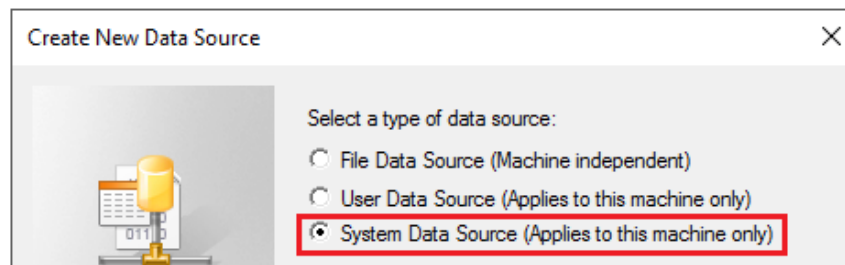 Create New Data Source
Select a type of data source:
File Data Source (Machine independent)
User Data Source (Applies to this machine only)
System Data Source (Applies to this machine only)